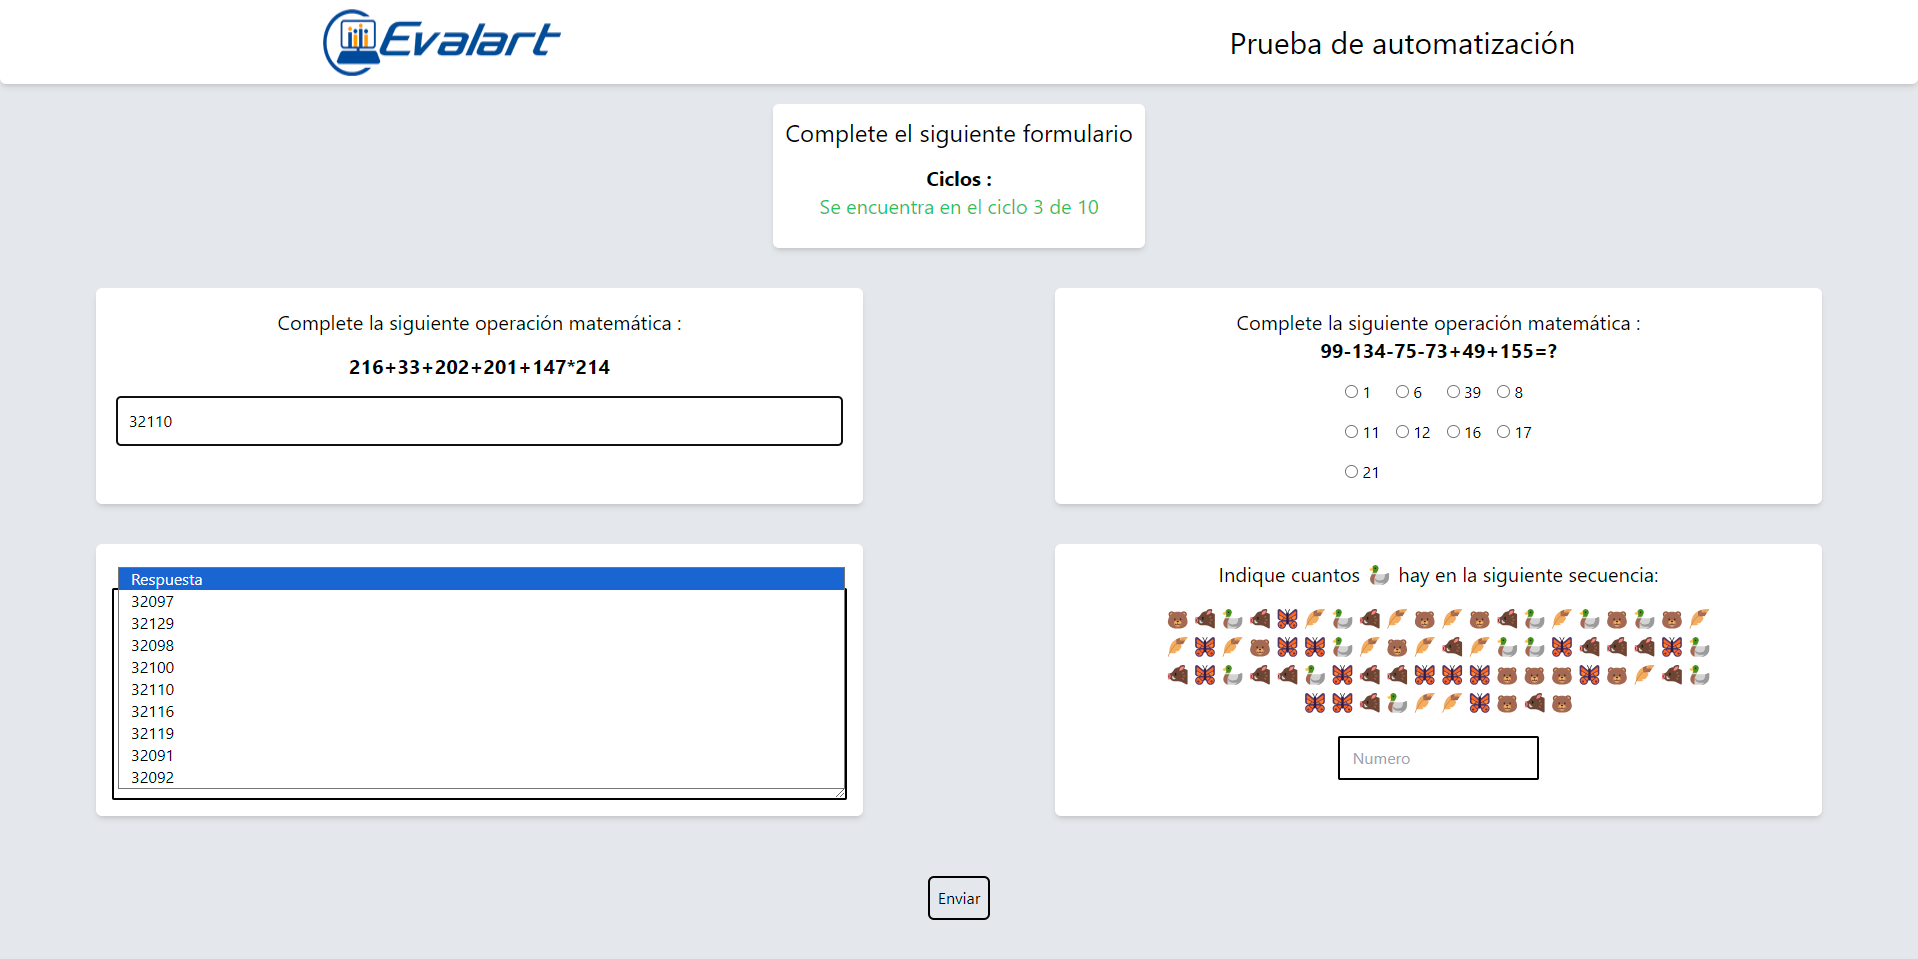 Evalart
Prueba de automatización
Complete el siguiente formulario
Ciclos :
Se encuentra en el ciclo 3 de 10
Complete la siguiente operación matemática :
216+33+202+201+147*214
32110
Complete la siguiente operación matemática :
99-134-75-73+49+155=?
1 6 39 8
11 12 16 17
21
Respuesta
32097
32129
32098
32100
32110
32116
32119
32091
32092
Indique cuantos 🦆 hay en la siguiente secuencia:
Numero
Enviar